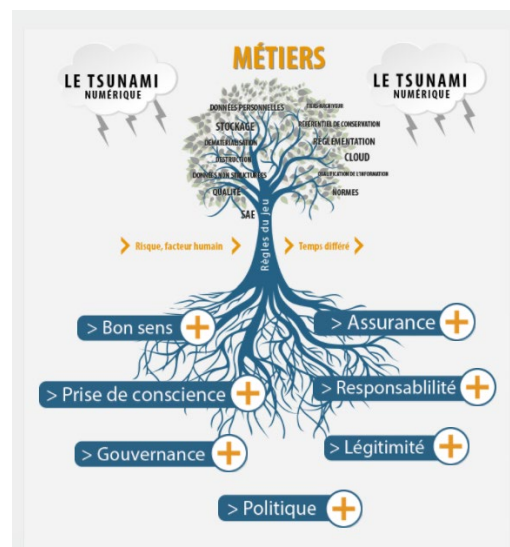 MÉTIERS
LE TSUNAMI
NUMÉRIQUE
LE TSUNAMI
NUMÉRIQUE
DONNÉES PERSONNELLES
TIERS-ARCHIVEUR
STOCKAGE
RÉFÉRENTIEL DE CONSERVATION
DÉMATÉRIALISATION
RÉGLEMENTATION
DESTRUCTION
CLOUD
DONNÉES NON STRUCTURÉES
QUALIFICATION DE L'INFORMATION
QUALITÉ
NORMES
SAE
Règles du jeu
Risque, facteur humain
Temps différé
> Bon sens
> Assurance
> Prise de conscience
> Responsablilité
> Gouvernance
> Légitimité
> Politique